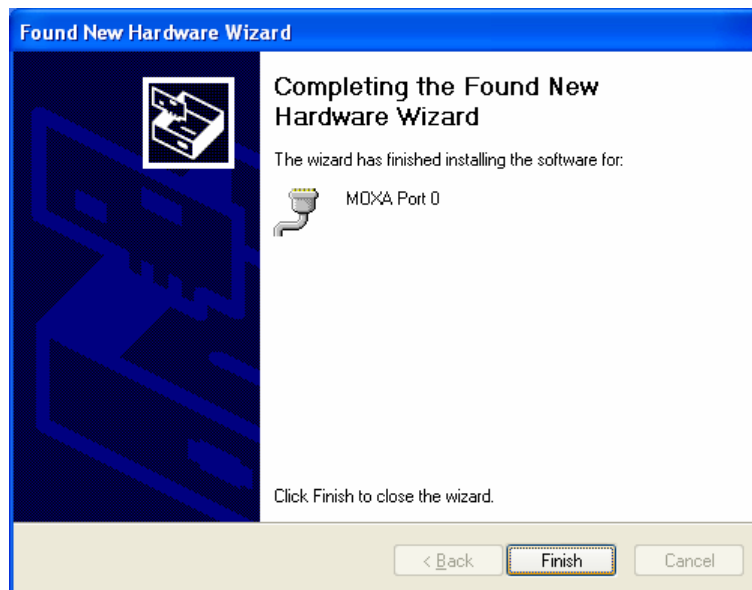 Found New Hardware Wizard
Completing the Found New
Hardware Wizard
The wizard has finished installing the software for:
MOXA Port 0
Click Finish to close the wizard.
< Back
Finish
Cancel